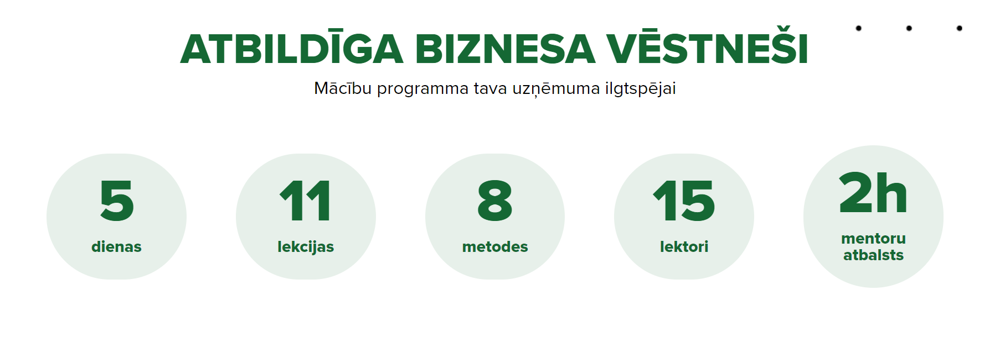 ATBILDĪGA BIZNESA VĒSTNEŠI
Mācību programma tava uzņēmuma ilgtspējai
5
dienas
11
lekcijas
8
metodes
15
lektori
2h
mentoru
atbalsts